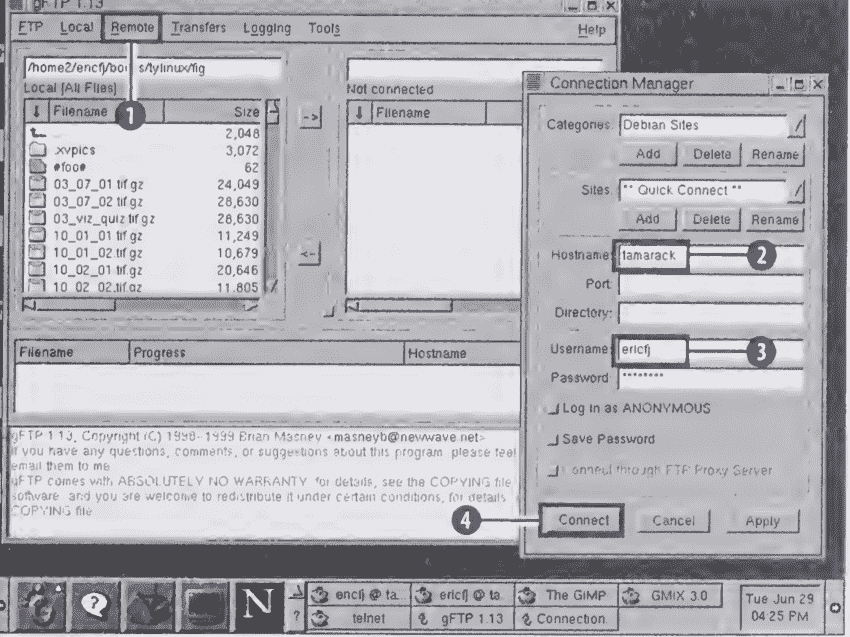 gFTP 1.13
FTP Local Remote Transfers Logging Tools Help
1
Local [All Files]
Not connected
Filename Size
Filename
2,048
.xvpics 3,072
#foo# 62
03_07_01 tif gz 24,049
03_07_02 tif gz 28,630
03_viz_quiz tif gz 28,630
10_01_01 tif gz 11,249
10_01_02 tif gz 10,679
10_02_01 tif gz 20,646
10_02_02 tif gz 11,805
->
<-
Filename Progress Hostname
gFTP 1.13, Copyright (C) 1998-1999 Brian Masney <masneyb@newwave.net>
If you have any questions, comments, or suggestions about this program please feel
email them to me
gFTP comes with ABSOLUTELY NO WARRANTY for details, see the COPYING file
software and you are welcome to redistribute it under certain conditions, for details
COPYING file
Connection Manager
Categories: Debian Sites
Add Delete Rename
Sites ** Quick Connect **
Add Delete Rename
Hostname: tamarack 2
Port
Directory:
Username: ericfj 3
Password ********
Log in as ANONYMOUS
Save Password
Connect through FTP Proxy Server
4 Connect Cancel Apply
N
?
ericfj @ ta... ericfj @ ta The GIMP GMIX 3.0
telnet gFTP 1.13 Connection
Tue Jun 29
04:25 PM